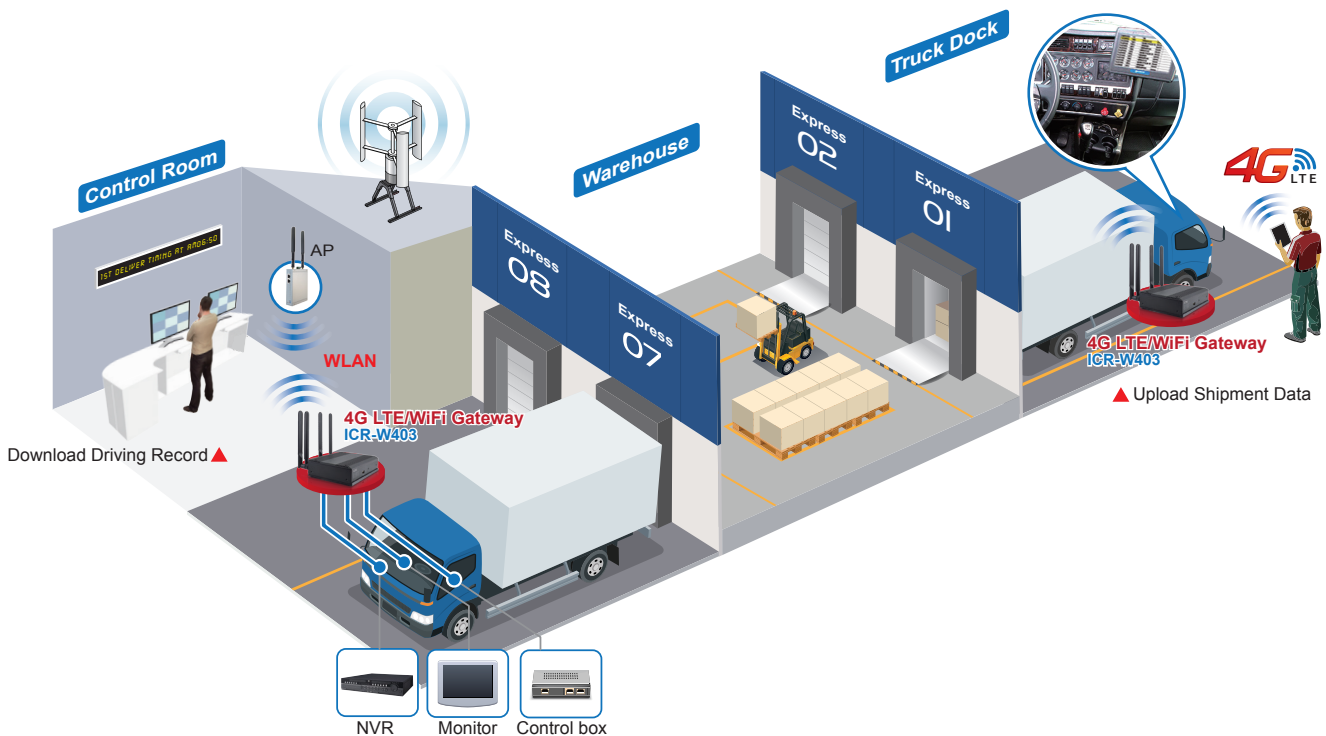 Control Room
1ST DELIVER TIMING AT AM06:50
AP
WLAN
4G LTE/WiFi Gateway
ICR-W403
Download Driving Record
NVR
Monitor
Control box
Warehouse
Express
08
Express
07
Truck Dock
Express
02
Express
01
4G
LTE
4G LTE/WiFi Gateway
ICR-W403
Upload Shipment Data